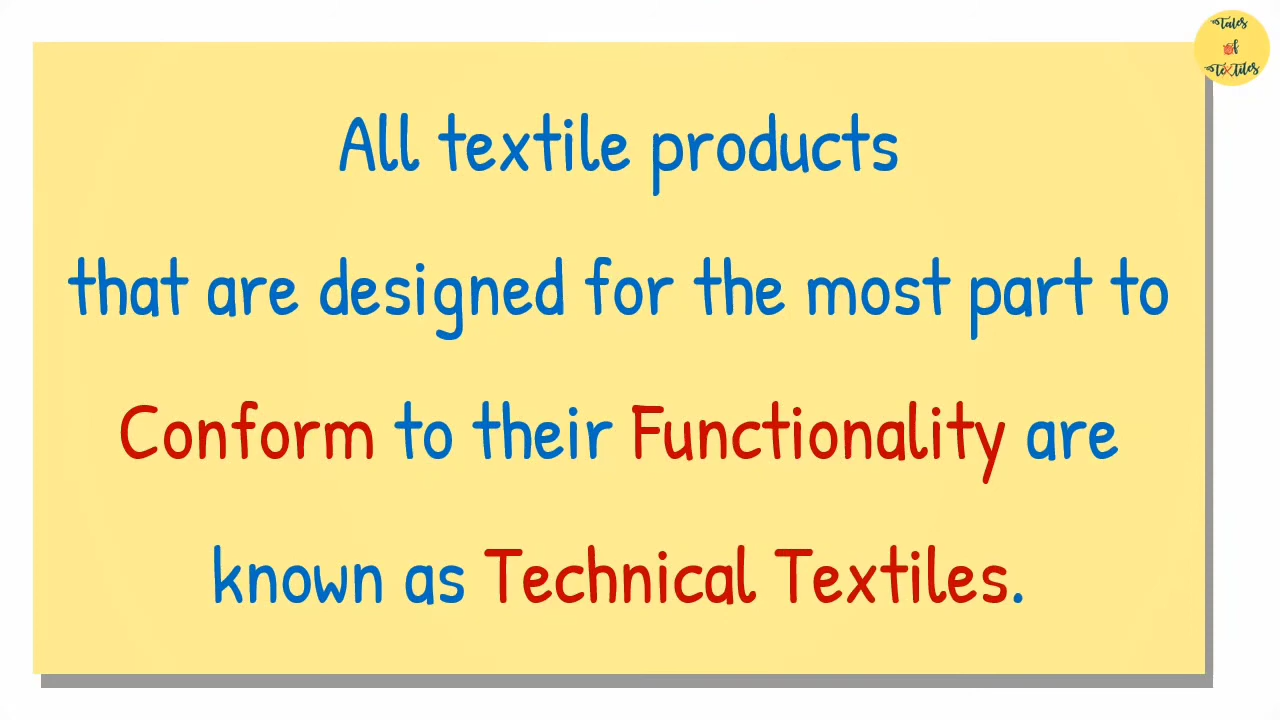 Tales
of
Textiles
All textile products
that are designed for the most part to
Conform to their Functionality are
known as Technical Textiles.